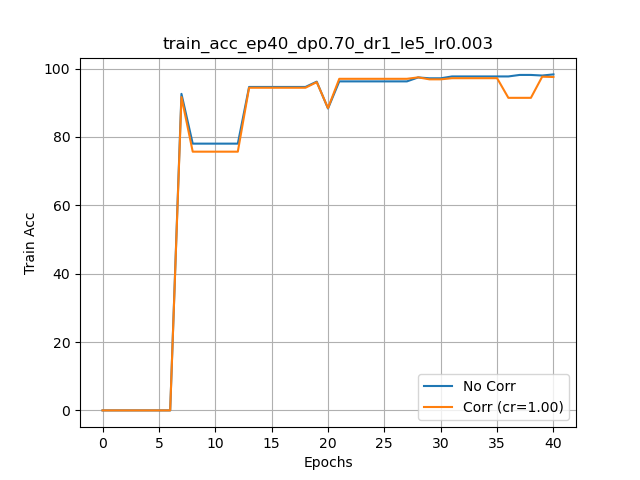 train_acc_ep40_dp0.70_dr1_le5_lr0.003
100
80
60
40
20
0
Train Acc
No Corr
Corr (cr=1.00)
0 5 10 15 20 25 30 35 40
Epochs